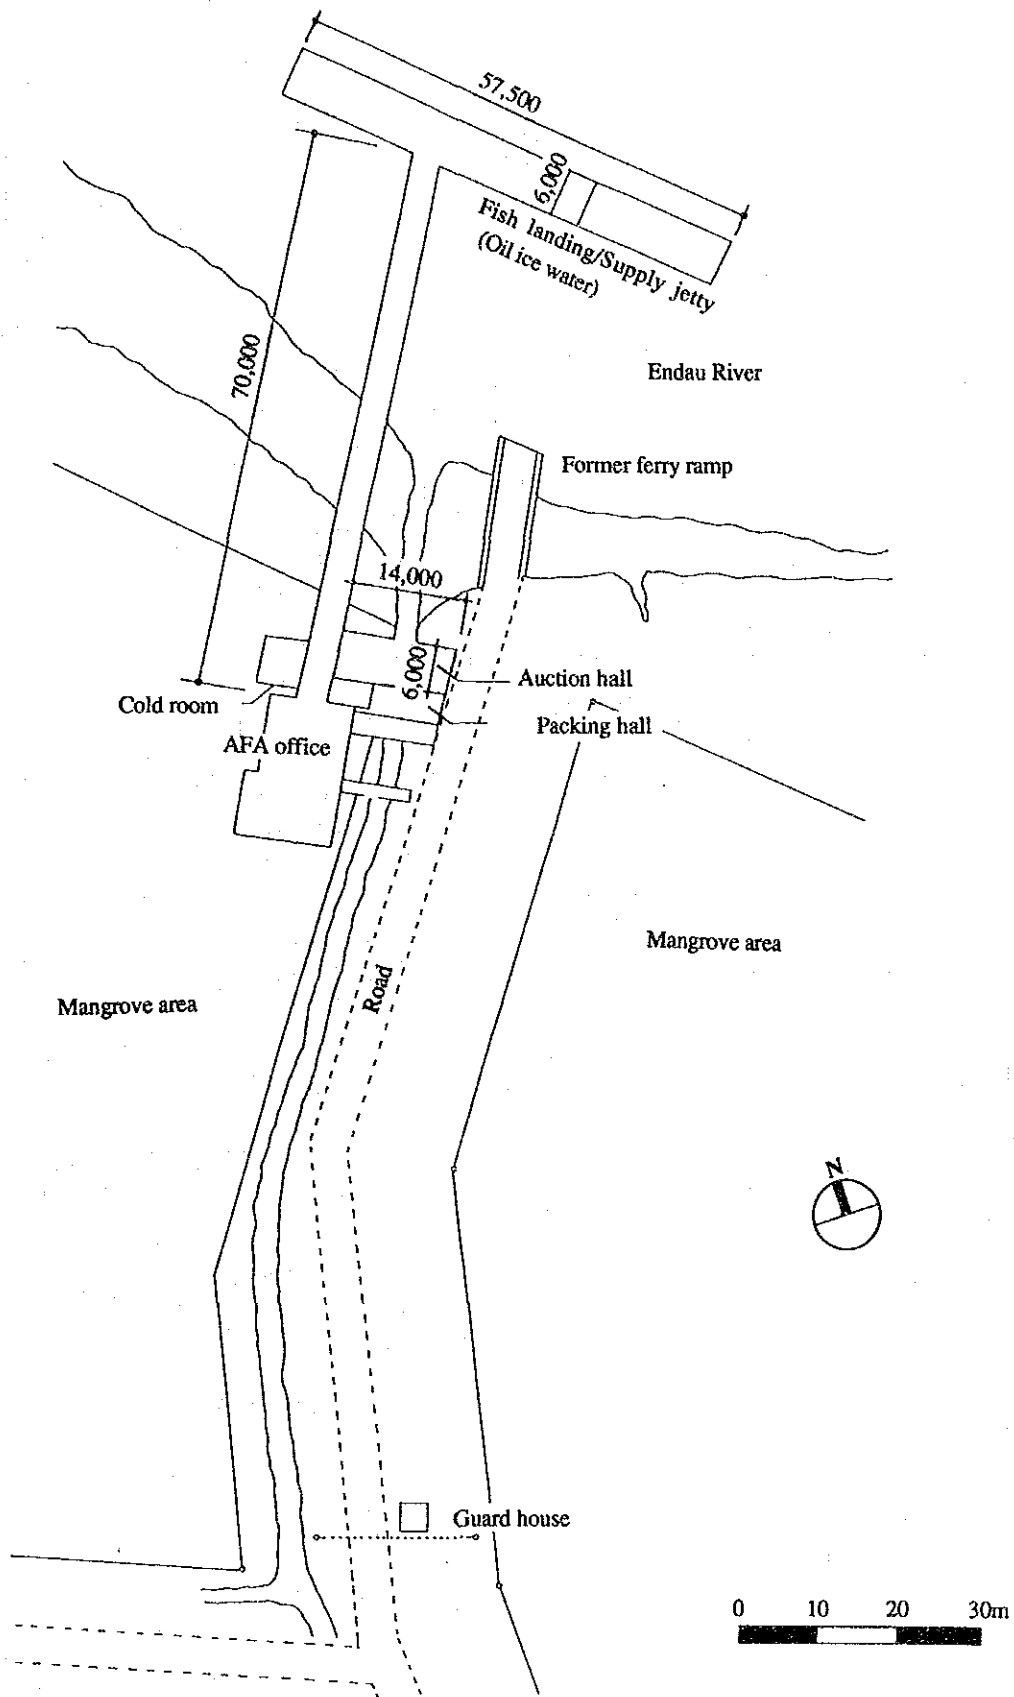 57,500
6,000
Fish landing/Supply jetty
(Oil ice water)
70,000
Endau River
Former ferry ramp
14,000
6,000
Auction hall
Cold room
Packing hall
AFA office
Mangrove area
Road
Mangrove area
N
Guard house
0 10 20 30m